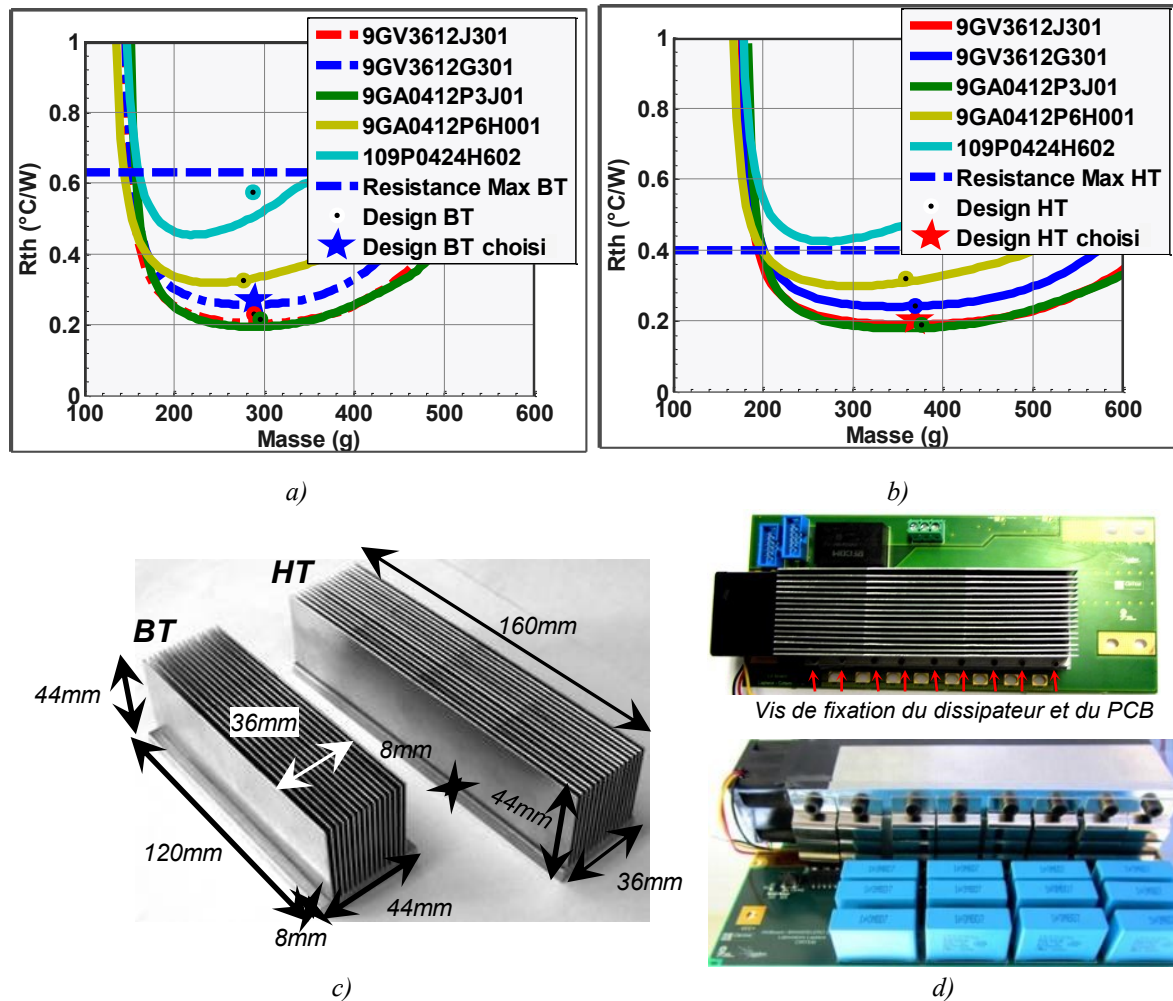 1
0.8
0.6
0.4
0.2
0
Rth (°C/W)
100 200 300 400 500 600
Masse (g)
9GV3612J301
9GV3612G301
9GA0412P3J01
9GA0412P6H001
109P0424H602
Resistance Max BT
Design BT
Design BT choisi
a)
1
0.8
0.6
0.4
0.2
0
Rth (°C/W)
100 200 300 400 500 600
Masse (g)
9GV3612J301
9GV3612G301
9GA0412P3J01
9GA0412P6H001
109P0424H602
Resistance Max HT
Design HT
Design HT choisi
b)
HT
BT
160mm
44mm
36mm
8mm
44mm
120mm
36mm
44mm
8mm
c)
Vis de fixation du dissipateur et du PCB
d)